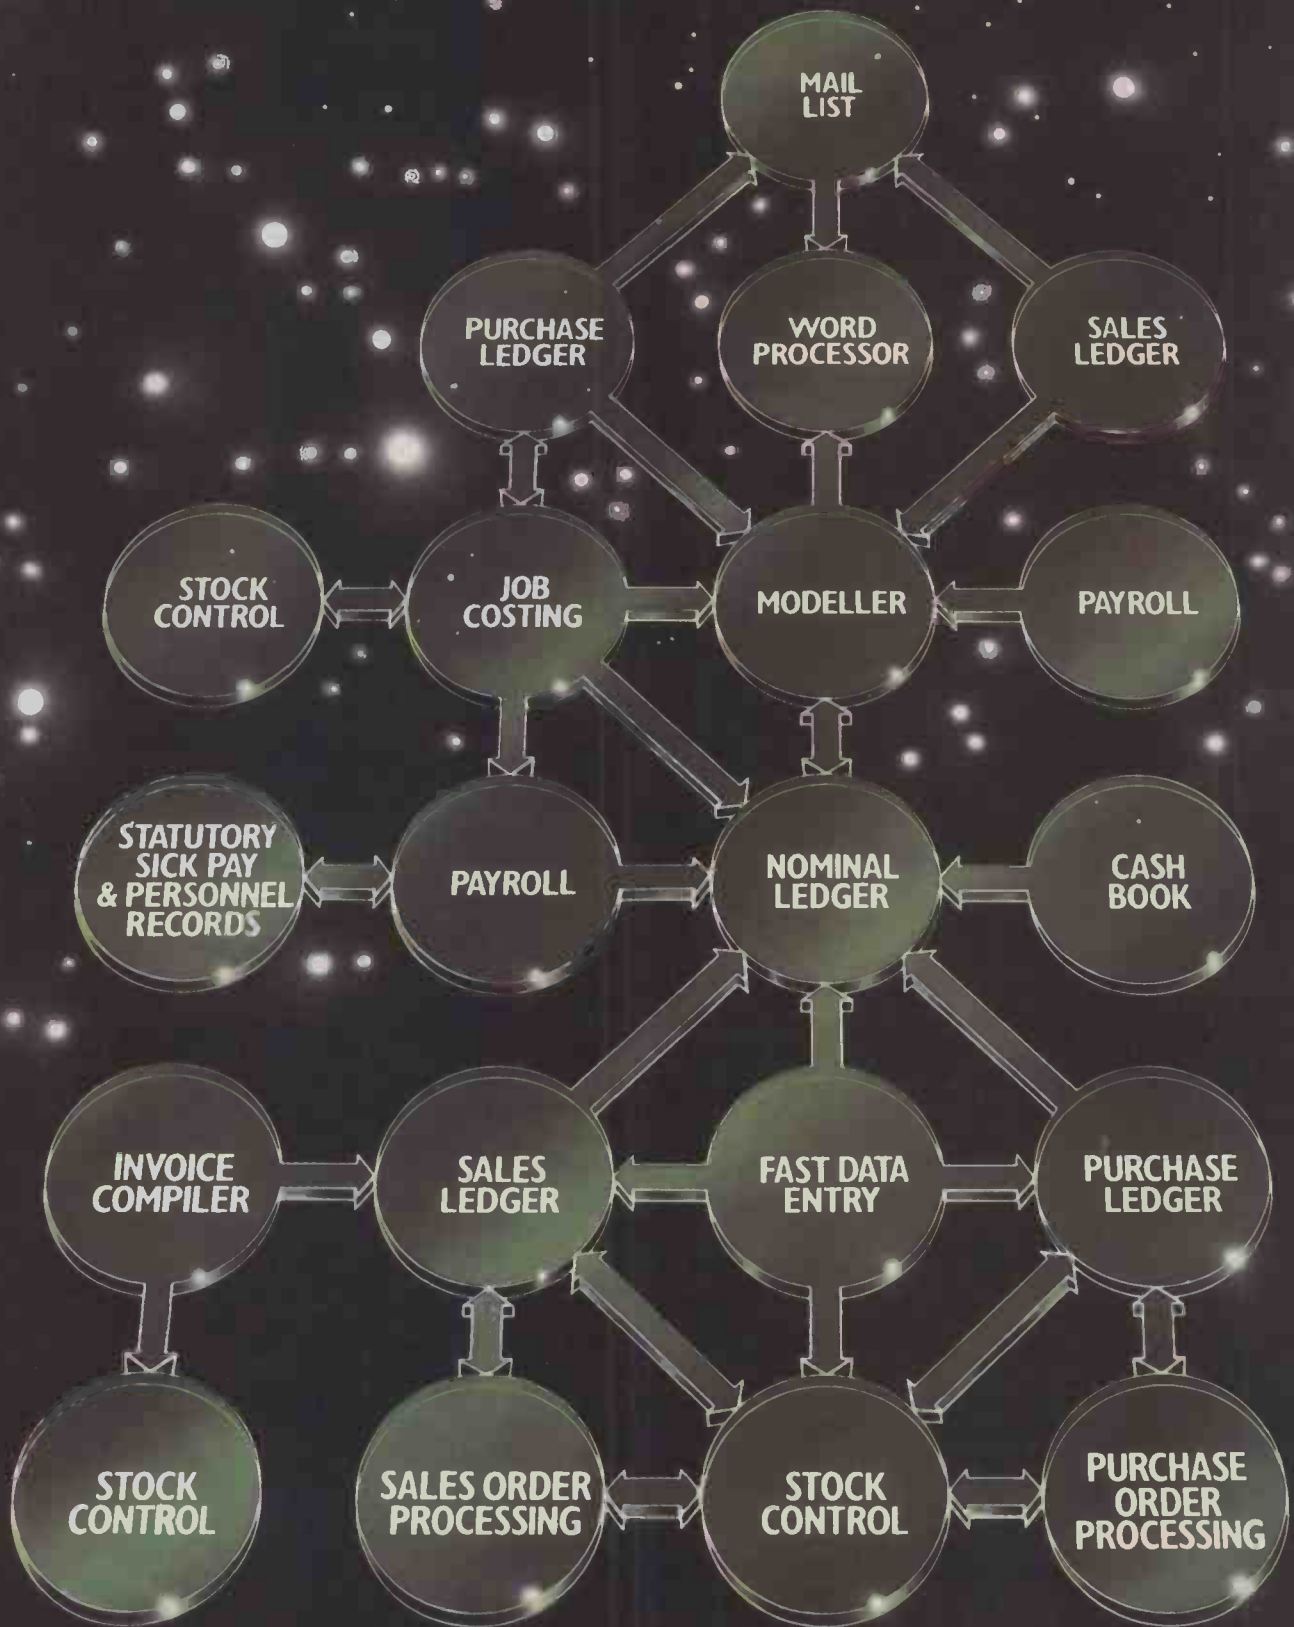 MAIL
LIST
PURCHASE
LEDGER
WORD
PROCESSOR
SALES
LEDGER
STOCK
CONTROL
JOB
COSTING
MODELLER
PAYROLL
STATUTORY
SICK PAY
& PERSONNEL
RECORDS
PAYROLL
NOMINAL
LEDGER
CASH
BOOK
INVOICE
COMPILER
SALES
LEDGER
FAST DATA
ENTRY
PURCHASE
LEDGER
STOCK
CONTROL
SALES ORDER
PROCESSING
STOCK
CONTROL
PURCHASE
ORDER
PROCESSING